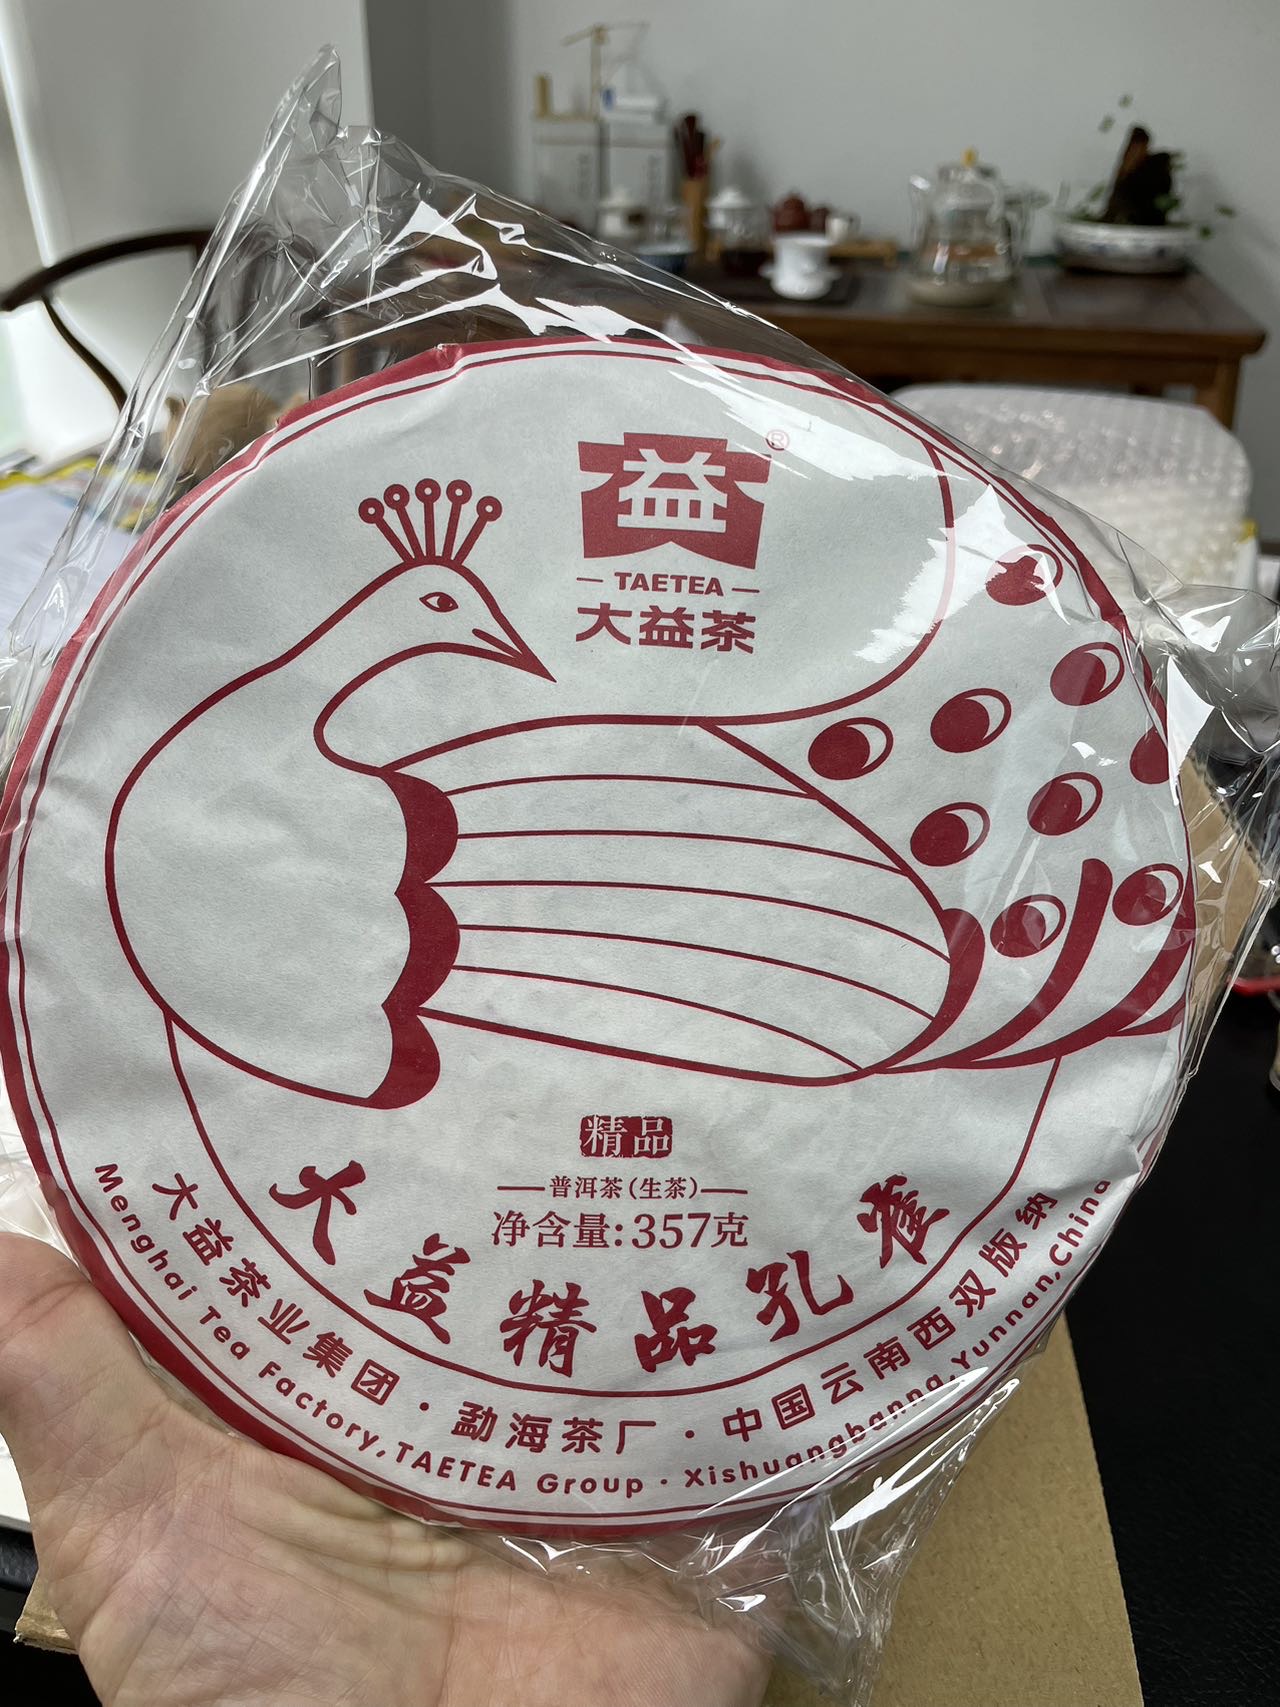 益
®
TAETEA
大益茶
精品
普洱茶(生茶)
净含量:357克
大益精品孔雀
大益茶业集团·勐海茶厂·中国云南西双版纳
Menghai Tea Factory, TAETEA Group · Xishuangbanna, Yunnan, China